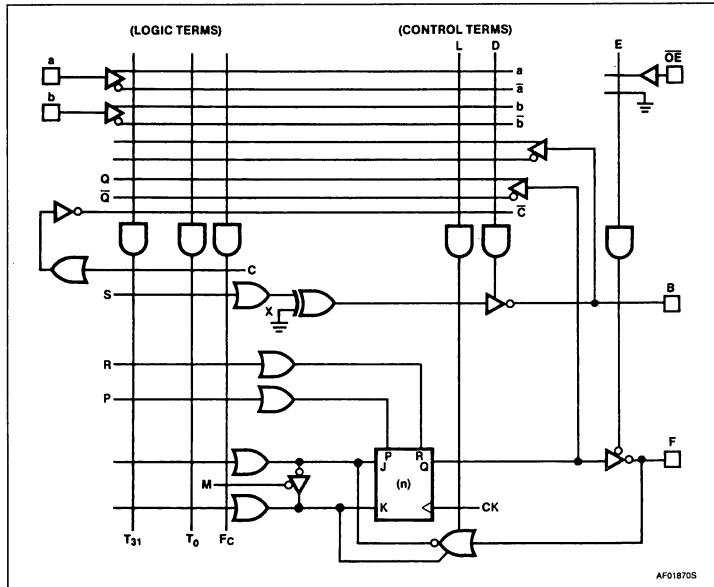 (LOGIC TERMS) (CONTROL TERMS)
L D E
a
OE
a
a
b
b
b
Q
Q
C
C
S
X
B
R
P
P R
J Q
F
M
(n)
K
CK
T31 T0 FC
AF01870S